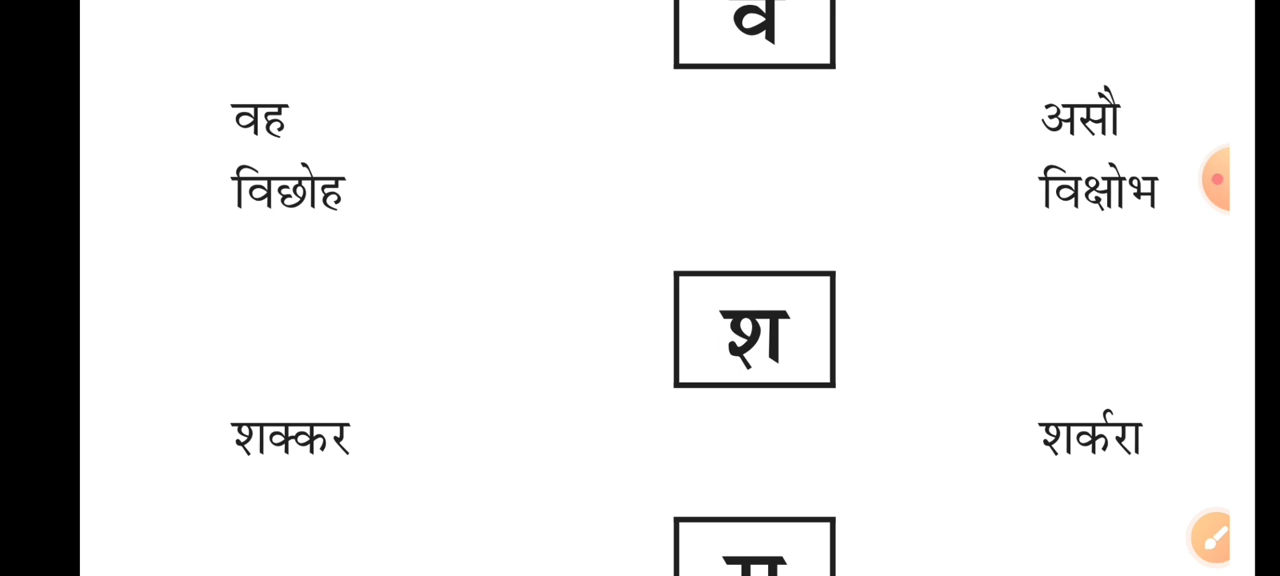 व
वह असौ
विछोह विक्षोभ
श
शक्कर शर्करा